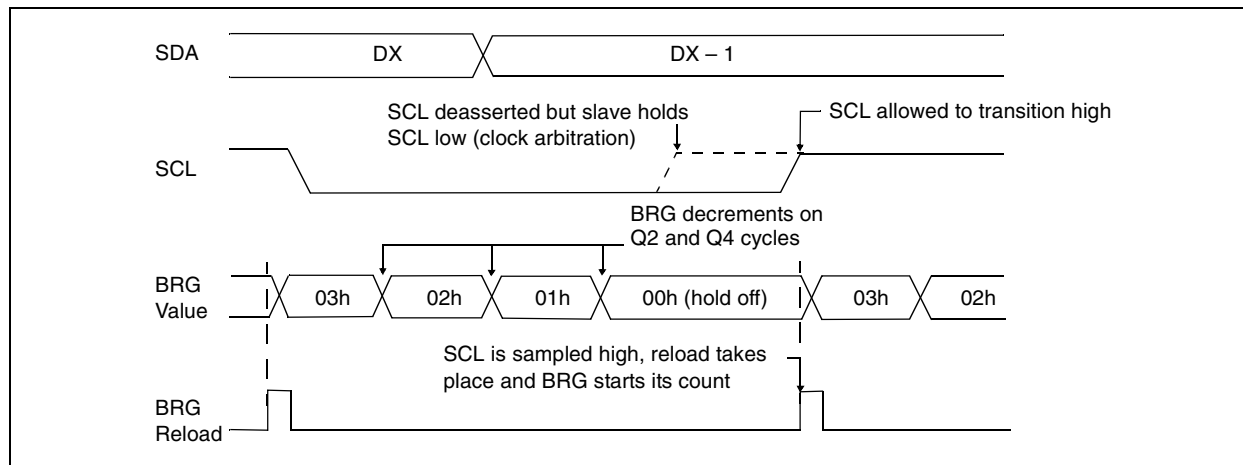 SDA
DX
DX – 1
SCL deasserted but slave holds
SCL low (clock arbitration)
SCL allowed to transition high
SCL
BRG decrements on
Q2 and Q4 cycles
BRG
Value
03h
02h
01h
00h (hold off)
03h
02h
SCL is sampled high, reload takes
place and BRG starts its count
BRG
Reload